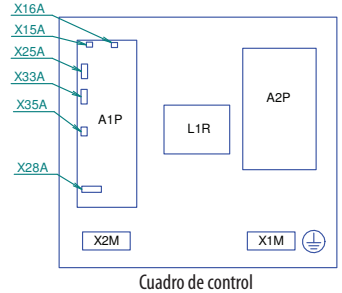 X16A
X15A
X25A
X33A
X35A
X28A
A1P
L1R
A2P
X2M
X1M
Cuadro de control